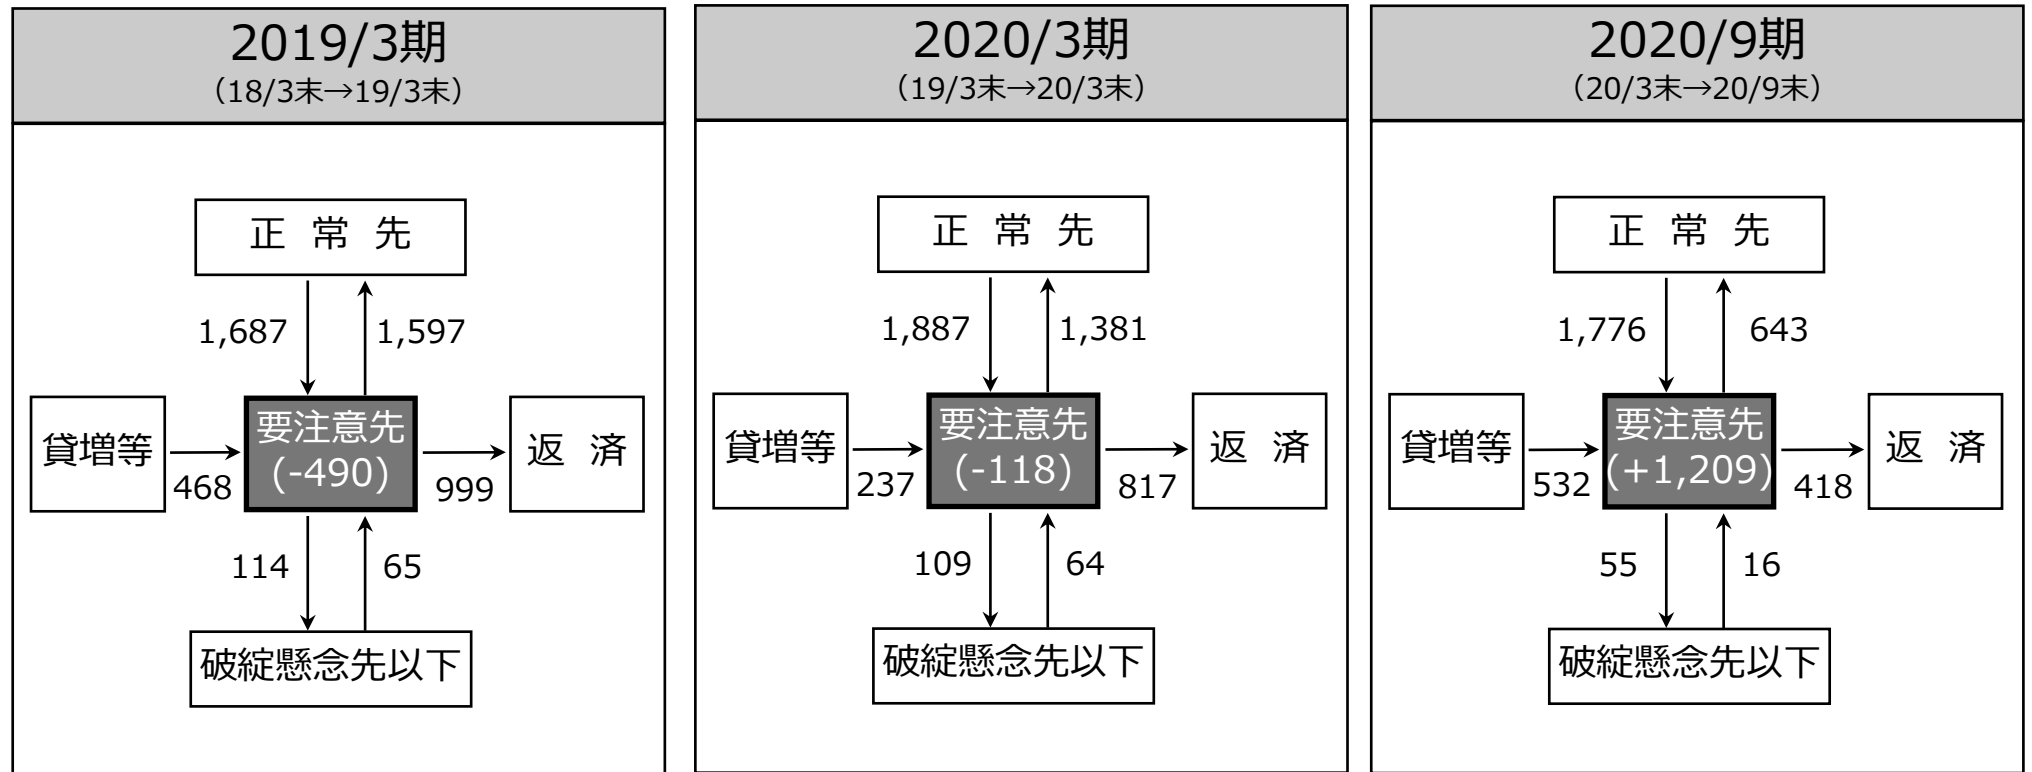 2019/3期
（18/3末→19/3末）
正 常 先
1,687
1,597
貸増等
468
要注意先
(-490)
999
返 済
114
65
破綻懸念先以下
2020/3期
（19/3末→20/3末）
正 常 先
1,887
1,381
貸増等
237
要注意先
(-118)
817
返 済
109
64
破綻懸念先以下
2020/9期
（20/3末→20/9末）
正 常 先
1,776
643
貸増等
532
要注意先
(+1,209)
418
返 済
55
16
破綻懸念先以下